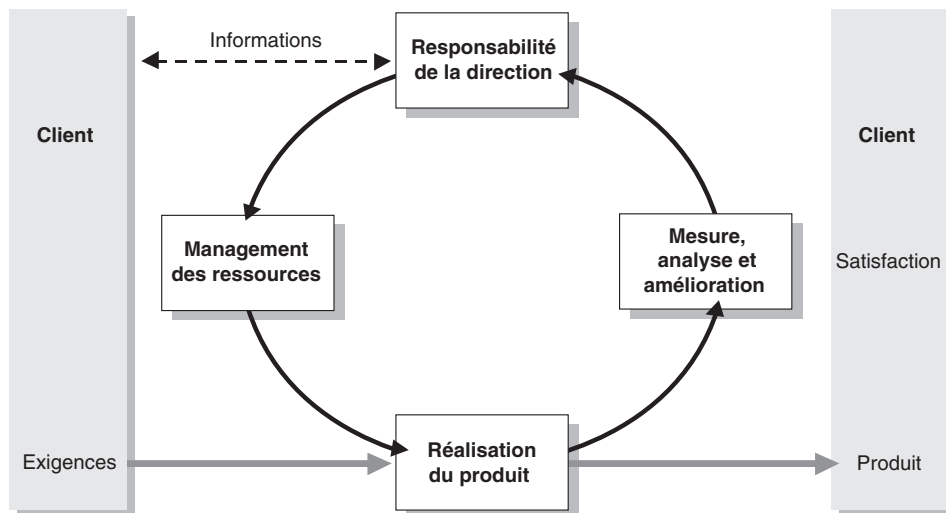 Informations
Responsabilité
de la direction
Client
Client
Management
des ressources
Mesure,
analyse et
amélioration
Satisfaction
Exigences
Réalisation
du produit
Produit